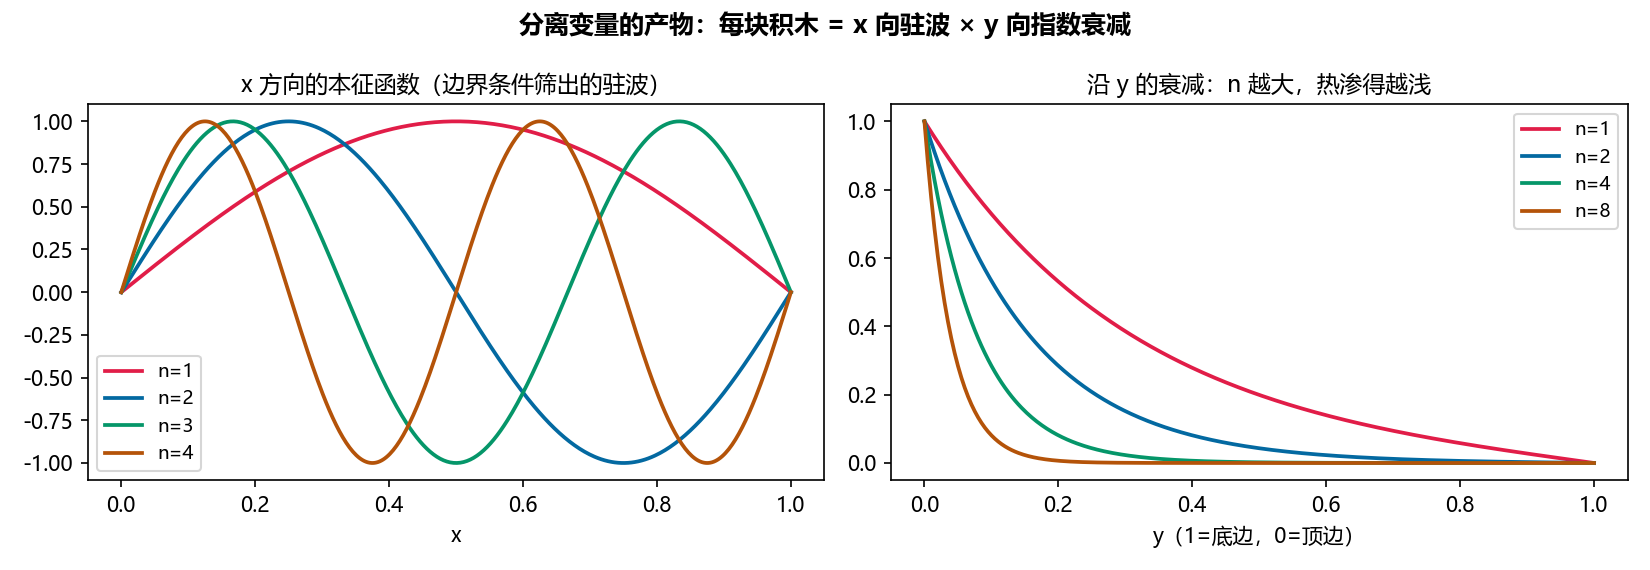 分离变量的产物：每块积木 = x 向驻波 × y 向指数衰减
x 方向的本征函数（边界条件筛出的驻波）
1.00
0.75
0.50
0.25
0.00
-0.25
-0.50
-0.75
-1.00
n=1
n=2
n=3
n=4
0.0 0.2 0.4 0.6 0.8 1.0
x
沿 y 的衰减：n 越大，热渗得越浅
1.0
0.8
0.6
0.4
0.2
0.0
n=1
n=2
n=4
n=8
0.0 0.2 0.4 0.6 0.8 1.0
y（1=底边，0=顶边）